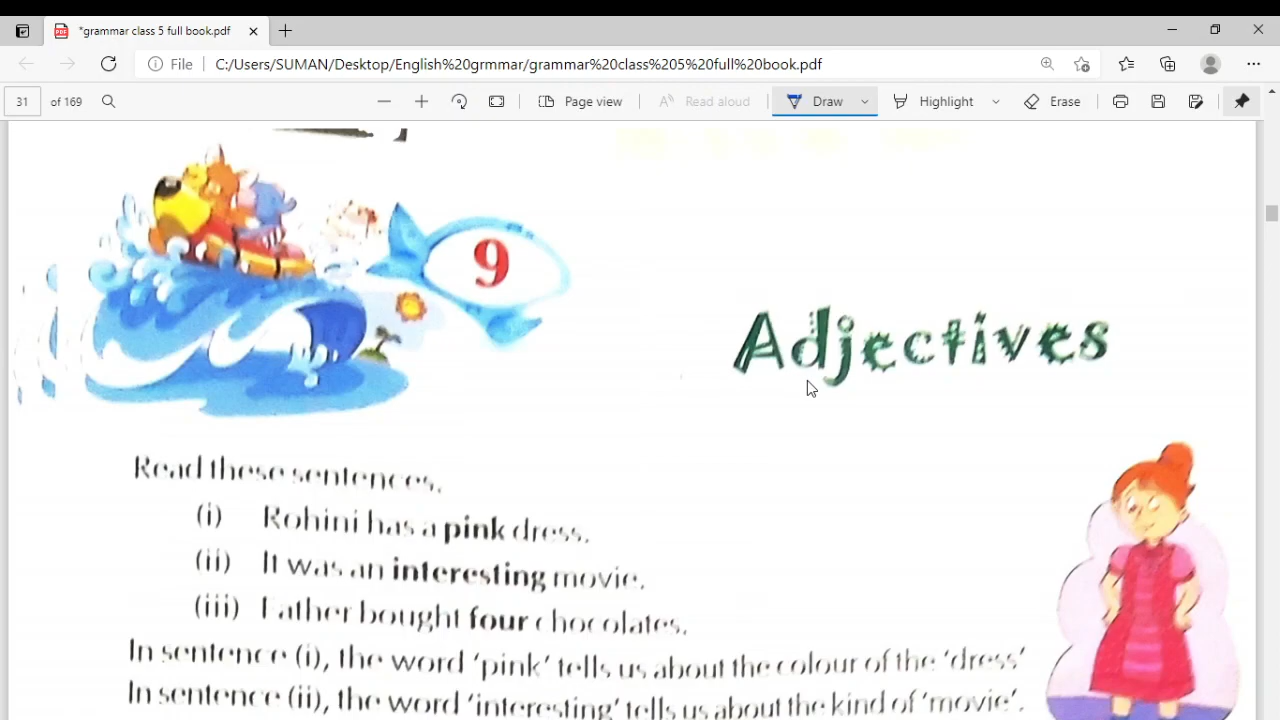 *grammar class 5 full book.pdf
File
C:/Users/SUMAN/Desktop/English%20grmmar/grammar%20class%205%20full%20book.pdf
31 of 169
Page view
Read aloud
Draw
Highlight
Erase
9
Adjectives
Read these sentences.
(i) Rohini has a pink dress.
(ii) It was an interesting movie.
(iii) Father bought four chocolates.
In sentence (i), the word 'pink' tells us about the colour of the 'dress'
In sentence (ii), the word 'interesting' tells us about the kind of 'movie'.